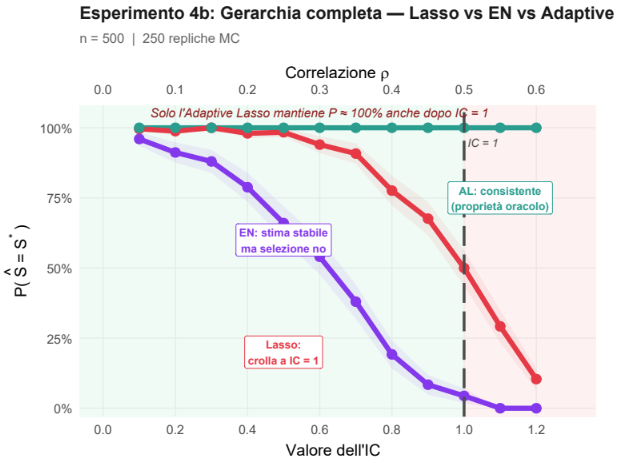 Esperimento 4b: Gerarchia completa — Lasso vs EN vs Adaptive
n = 500 | 250 repliche MC
Correlazione ρ
0.0 0.1 0.2 0.3 0.4 0.5 0.6
Solo l'Adaptive Lasso mantiene P ≈ 100% anche dopo IC = 1
100%
IC = 1
75%
AL: consistente
(proprietà oracolo)
EN: stima stabile
ma selezione no
P( Ŝ = S* )
50%
25%
Lasso:
crolla a IC = 1
0%
0.0 0.2 0.4 0.6 0.8 1.0 1.2
Valore dell'IC